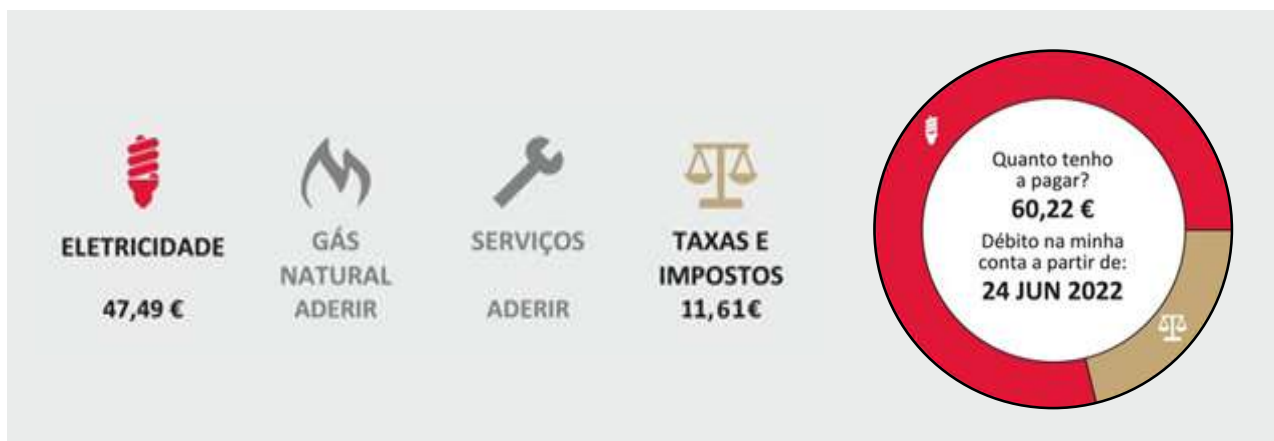 ELETRICIDADE
47,49 €
GÁS
NATURAL
ADERIR
SERVIÇOS
ADERIR
TAXAS E
IMPOSTOS
11,61€
Quanto tenho
a pagar?
60,22 €
Débito na minha
conta a partir de:
24 JUN 2022